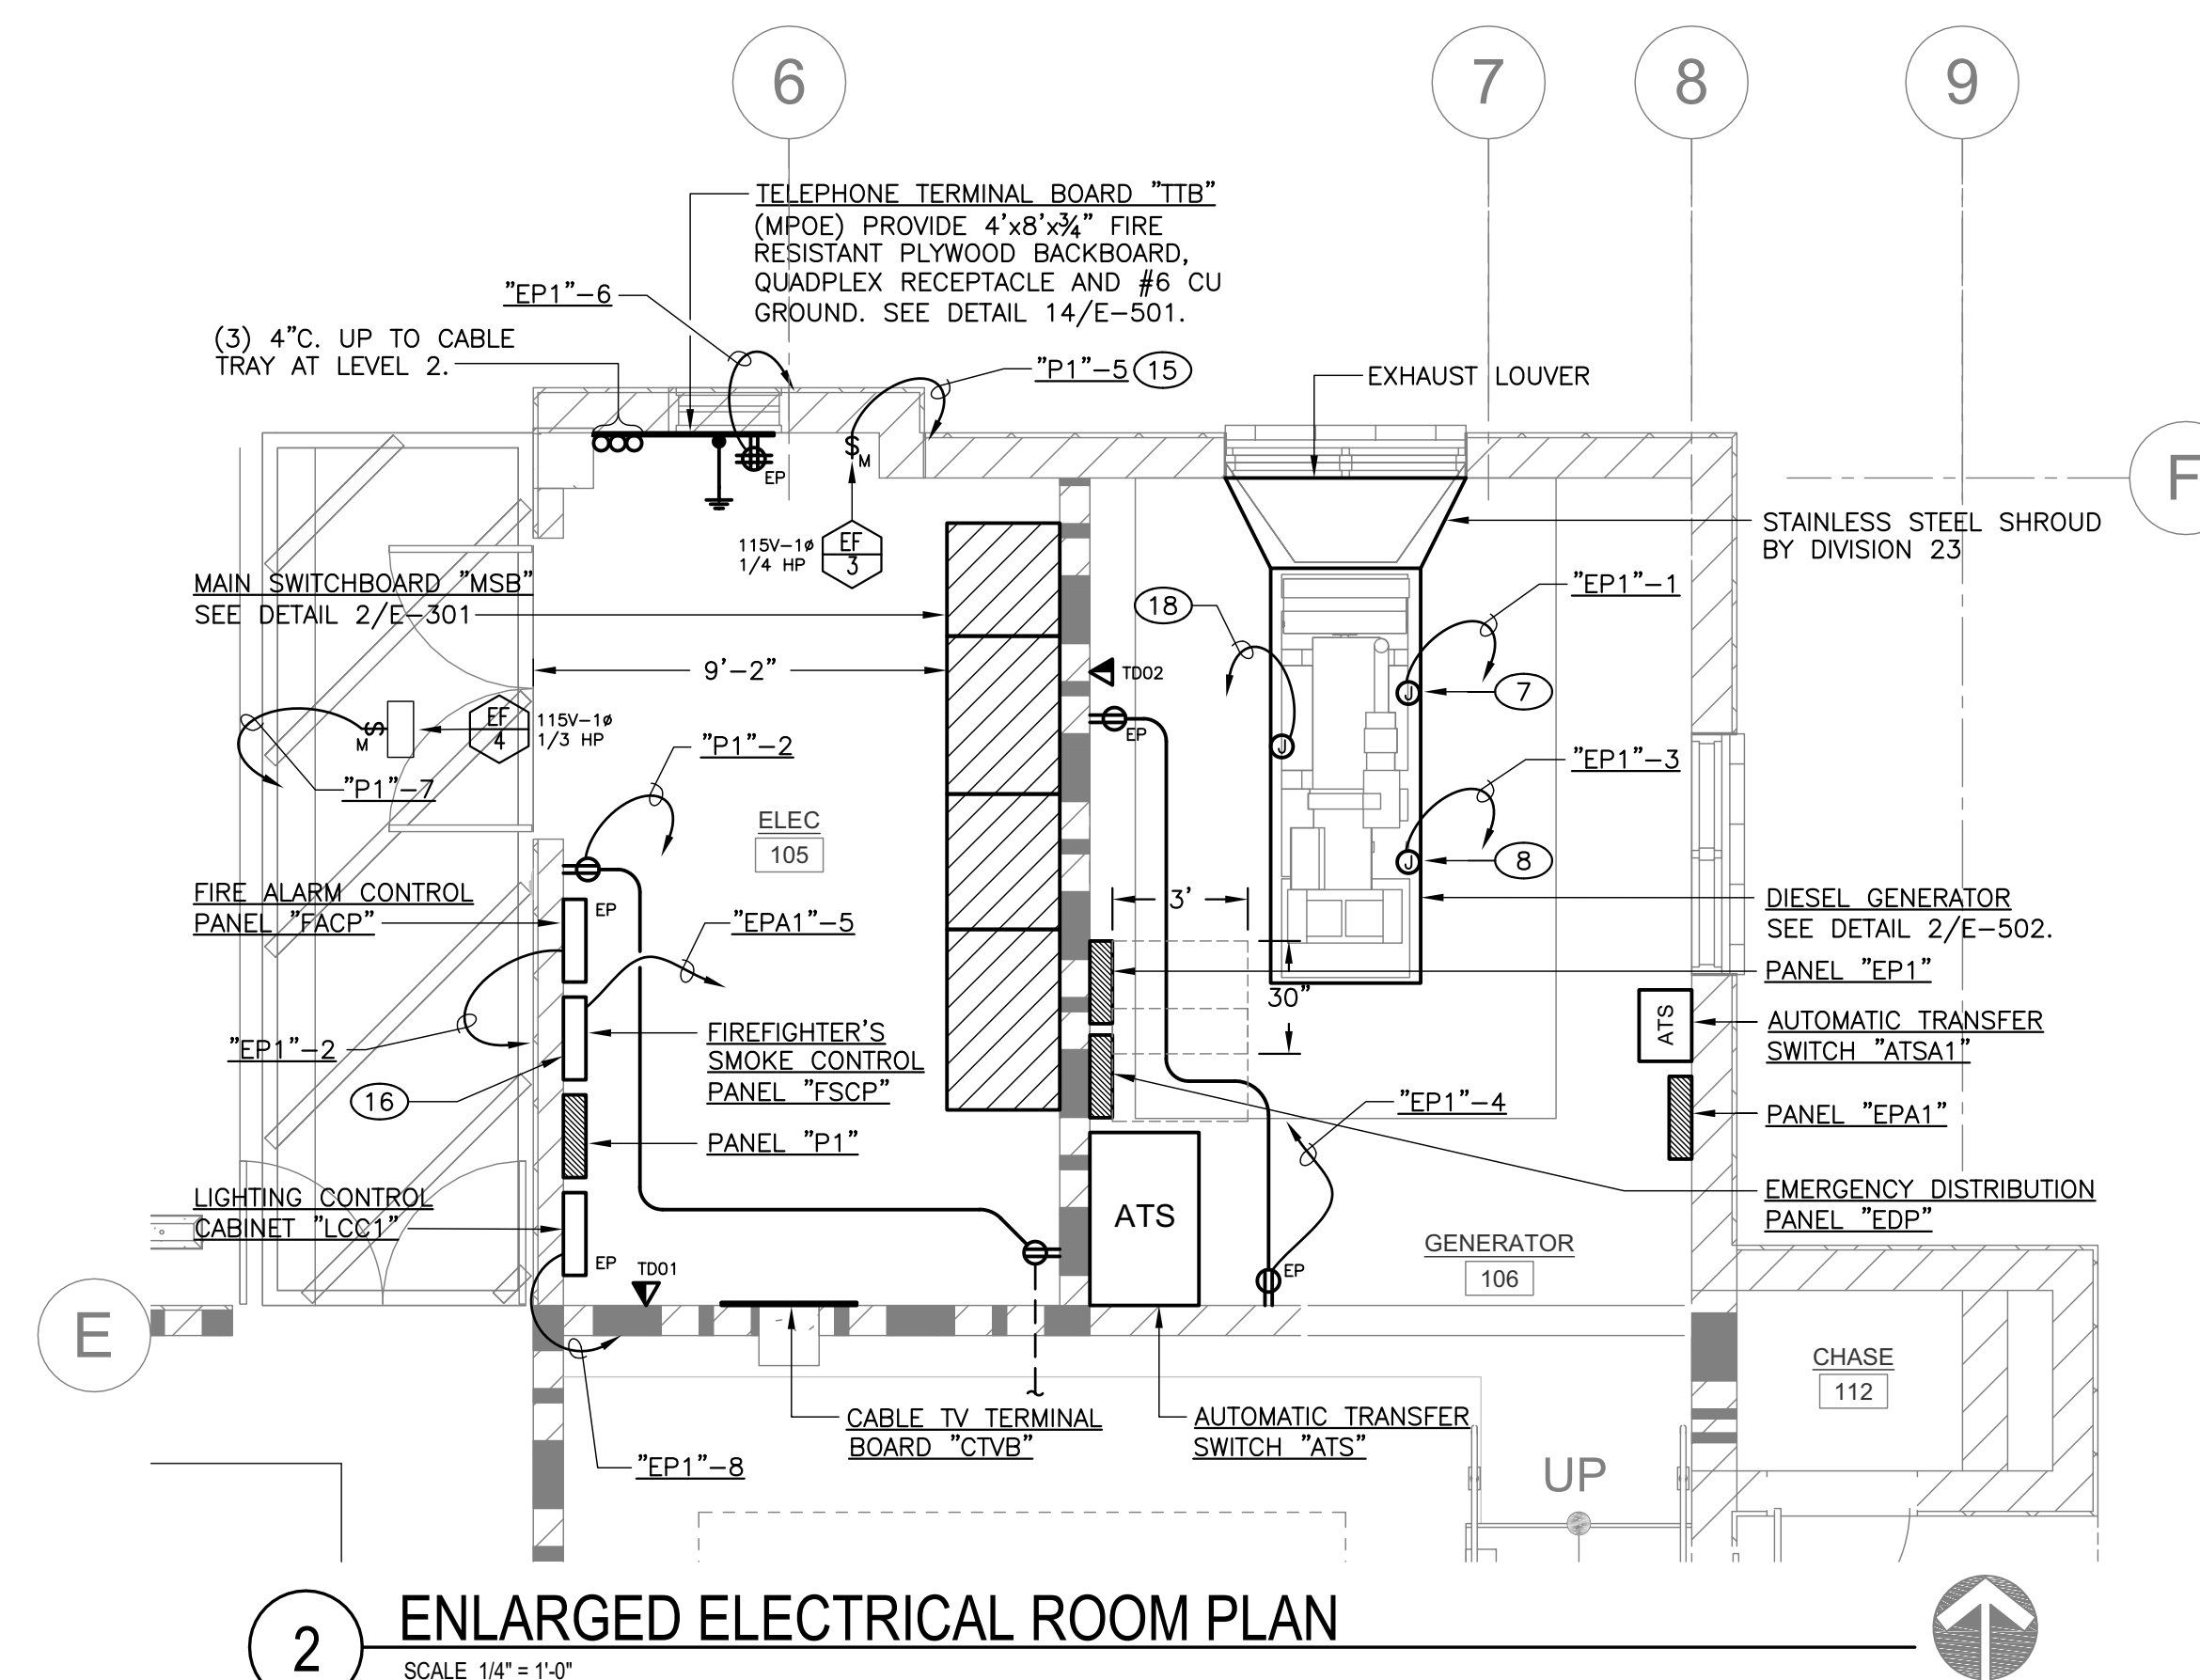 6
7
8
9
TELEPHONE TERMINAL BOARD "TTB"
(MPOE) PROVIDE 4'x8'x¾" FIRE
RESISTANT PLYWOOD BACKBOARD,
QUADPLEX RECEPTACLE AND #6 CU
GROUND. SEE DETAIL 14/E-501.
"EP1"-6
(3) 4"C. UP TO CABLE
TRAY AT LEVEL 2.
"P1"-5 15
EXHAUST LOUVER
S
M
EP
F
STAINLESS STEEL SHROUD
BY DIVISION 23
115V-1ø
1/4 HP
EF
3
MAIN SWITCHBOARD "MSB"
SEE DETAIL 2/E-301
18
"EP1"-1
9'-2"
TD02
J
7
EF
4
115V-1ø
1/3 HP
S
M
EP
J
"P1"-2
"EP1"-3
"P1"-7
ELEC
105
J
8
FIRE ALARM CONTROL
PANEL "FACP"
EP
"EPA1"-5
3'
DIESEL GENERATOR
SEE DETAIL 2/E-502.
PANEL "EP1"
30"
"EP1"-2
FIREFIGHTER'S
SMOKE CONTROL
PANEL "FSCP"
ATS
AUTOMATIC TRANSFER
SWITCH "ATSA1"
16
"EP1"-4
PANEL "P1"
PANEL "EPA1"
LIGHTING CONTROL
CABINET "LCC1"
ATS
EMERGENCY DISTRIBUTION
PANEL "EDP"
EP
TD01
EP
GENERATOR
106
E
CHASE
112
CABLE TV TERMINAL
BOARD "CTVB"
AUTOMATIC TRANSFER
SWITCH "ATS"
"EP1"-8
UP
2
ENLARGED ELECTRICAL ROOM PLAN
SCALE 1/4" = 1'-0"